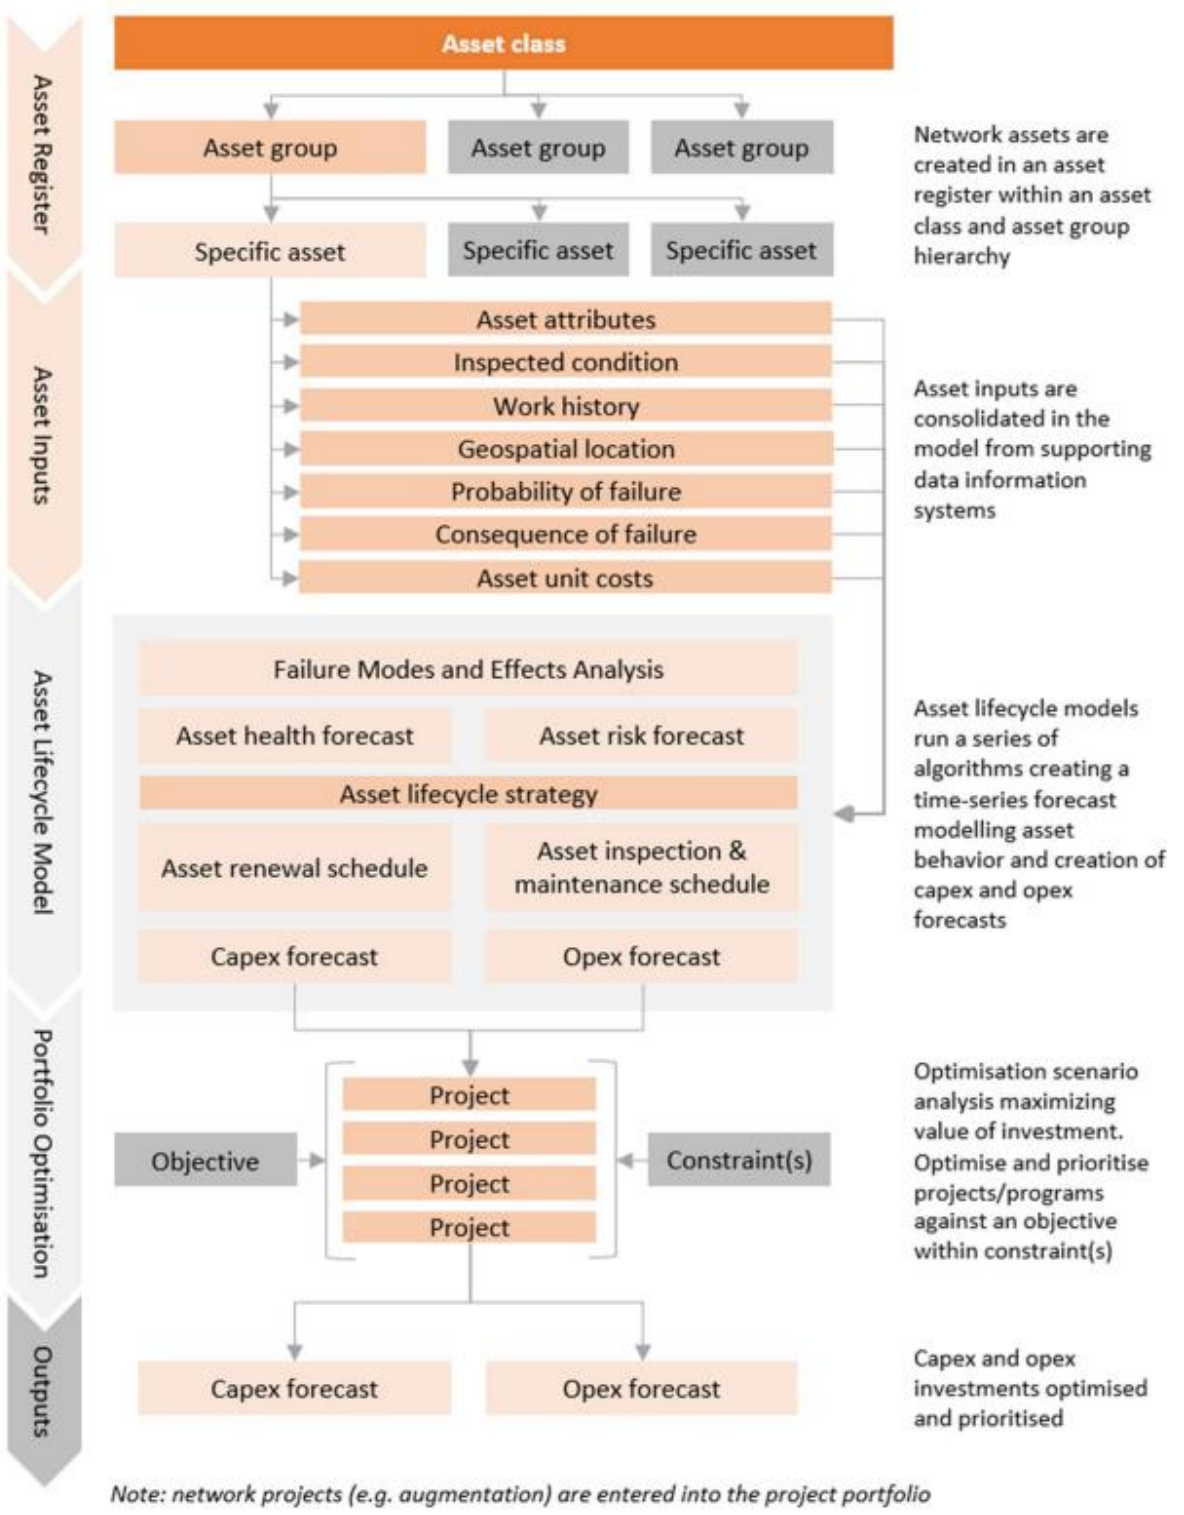 Asset class
Asset Register
Asset group
Asset group
Asset group
Network assets are
created in an asset
register within an asset
class and asset group
hierarchy
Specific asset
Specific asset
Specific asset
Asset Inputs
Asset attributes
Inspected condition
Work history
Geospatial location
Probability of failure
Consequence of failure
Asset unit costs
Asset inputs are
consolidated in the
model from supporting
data information
systems
Asset Lifecycle Model
Failure Modes and Effects Analysis
Asset health forecast
Asset risk forecast
Asset lifecycle strategy
Asset renewal schedule
Asset inspection &
maintenance schedule
Capex forecast
Opex forecast
Asset lifecycle models
run a series of
algorithms creating a
time-series forecast
modelling asset
behavior and creation of
capex and opex
forecasts
Portfolio Optimisation
Project
Project
Project
Project
Objective
Constraint(s)
Optimisation scenario
analysis maximizing
value of investment.
Optimise and prioritise
projects/programs
against an objective
within constraint(s)
Outputs
Capex forecast
Opex forecast
Capex and opex
investments optimised
and prioritised
Note: network projects (e.g. augmentation) are entered into the project portfolio